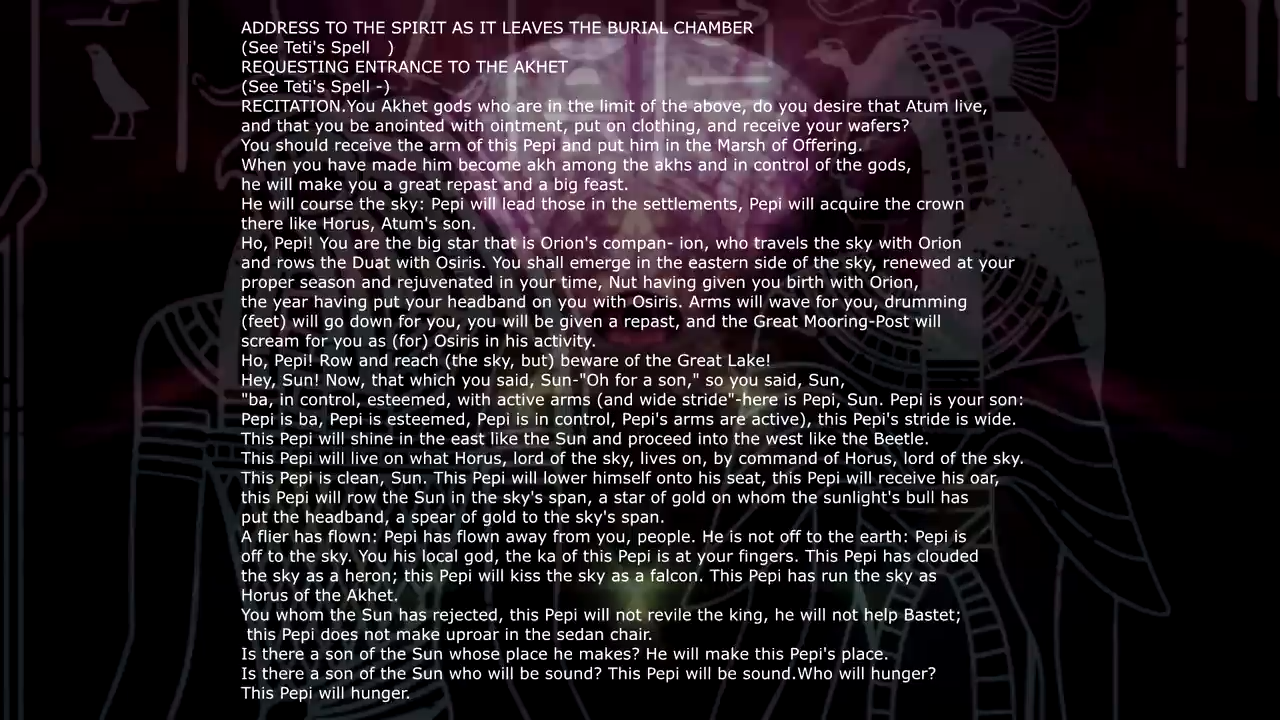 ADDRESS TO THE SPIRIT AS IT LEAVES THE BURIAL CHAMBER
(See Teti's Spell   )
REQUESTING ENTRANCE TO THE AKHET
(See Teti's Spell -)
RECITATION.You Akhet gods who are in the limit of the above, do you desire that Atum live,
and that you be anointed with ointment, put on clothing, and receive your wafers?
You should receive the arm of this Pepi and put him in the Marsh of Offering.
When you have made him become akh among the akhs and in control of the gods,
he will make you a great repast and a big feast.
He will course the sky: Pepi will lead those in the settlements, Pepi will acquire the crown
there like Horus, Atum's son.
Ho, Pepi! You are the big star that is Orion's compan- ion, who travels the sky with Orion
and rows the Duat with Osiris. You shall emerge in the eastern side of the sky, renewed at your
proper season and rejuvenated in your time, Nut having given you birth with Orion,
the year having put your headband on you with Osiris. Arms will wave for you, drumming
(feet) will go down for you, you will be given a repast, and the Great Mooring-Post will
scream for you as (for) Osiris in his activity.
Ho, Pepi! Row and reach (the sky, but) beware of the Great Lake!
Hey, Sun! Now, that which you said, Sun-"Oh for a son," so you said, Sun,
"ba, in control, esteemed, with active arms (and wide stride"-here is Pepi, Sun. Pepi is your son:
Pepi is ba, Pepi is esteemed, Pepi is in control, Pepi's arms are active), this Pepi's stride is wide.
This Pepi will shine in the east like the Sun and proceed into the west like the Beetle.
This Pepi will live on what Horus, lord of the sky, lives on, by command of Horus, lord of the sky.
This Pepi is clean, Sun. This Pepi will lower himself onto his seat, this Pepi will receive his oar,
this Pepi will row the Sun in the sky's span, a star of gold on whom the sunlight's bull has
put the headband, a spear of gold to the sky's span.
A flier has flown: Pepi has flown away from you, people. He is not off to the earth: Pepi is
off to the sky. You his local god, the ka of this Pepi is at your fingers. This Pepi has clouded
the sky as a heron; this Pepi will kiss the sky as a falcon. This Pepi has run the sky as
Horus of the Akhet.
You whom the Sun has rejected, this Pepi will not revile the king, he will not help Bastet;
this Pepi does not make uproar in the sedan chair.
Is there a son of the Sun whose place he makes? He will make this Pepi's place.
Is there a son of the Sun who will be sound? This Pepi will be sound.Who will hunger?
This Pepi will hunger.